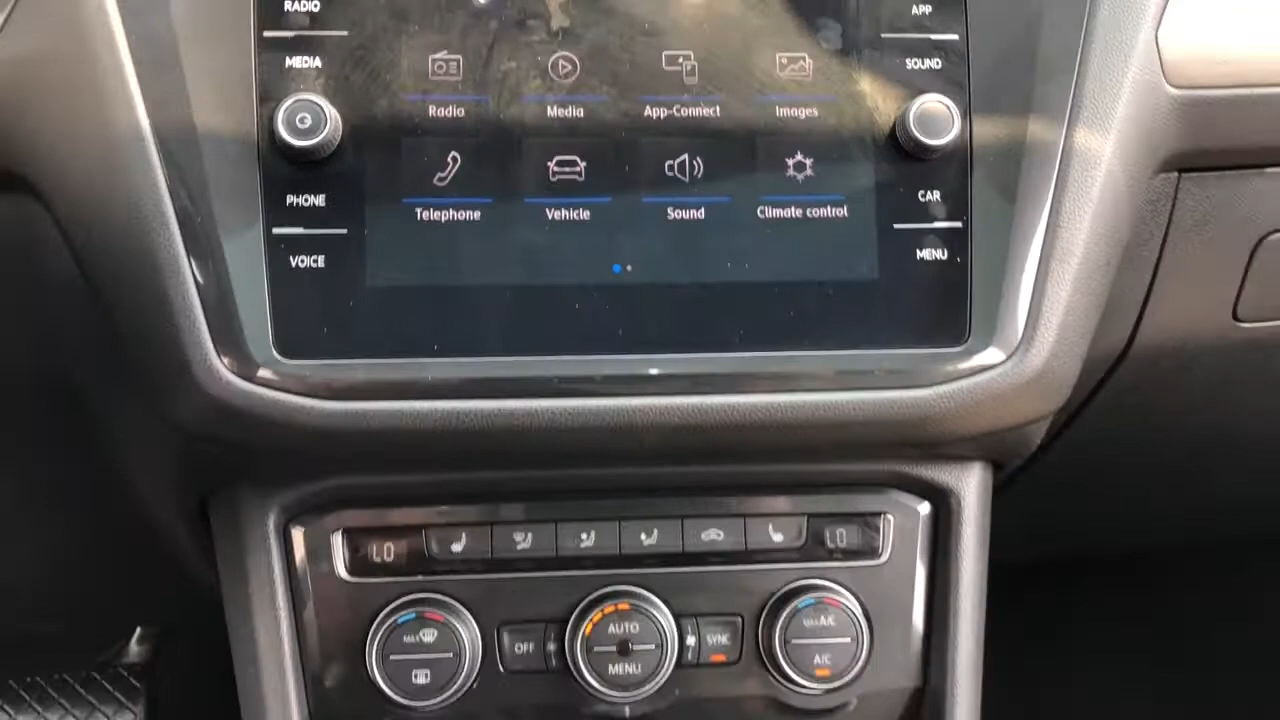 RADIO
MEDIA
PHONE
VOICE
Radio
Media
App-Connect
Images
Telephone
Vehicle
Sound
Climate control
APP
SOUND
CAR
MENU
LO
LO
MAX
OFF
AUTO
MENU
SYNC
MAX A/C
A/C